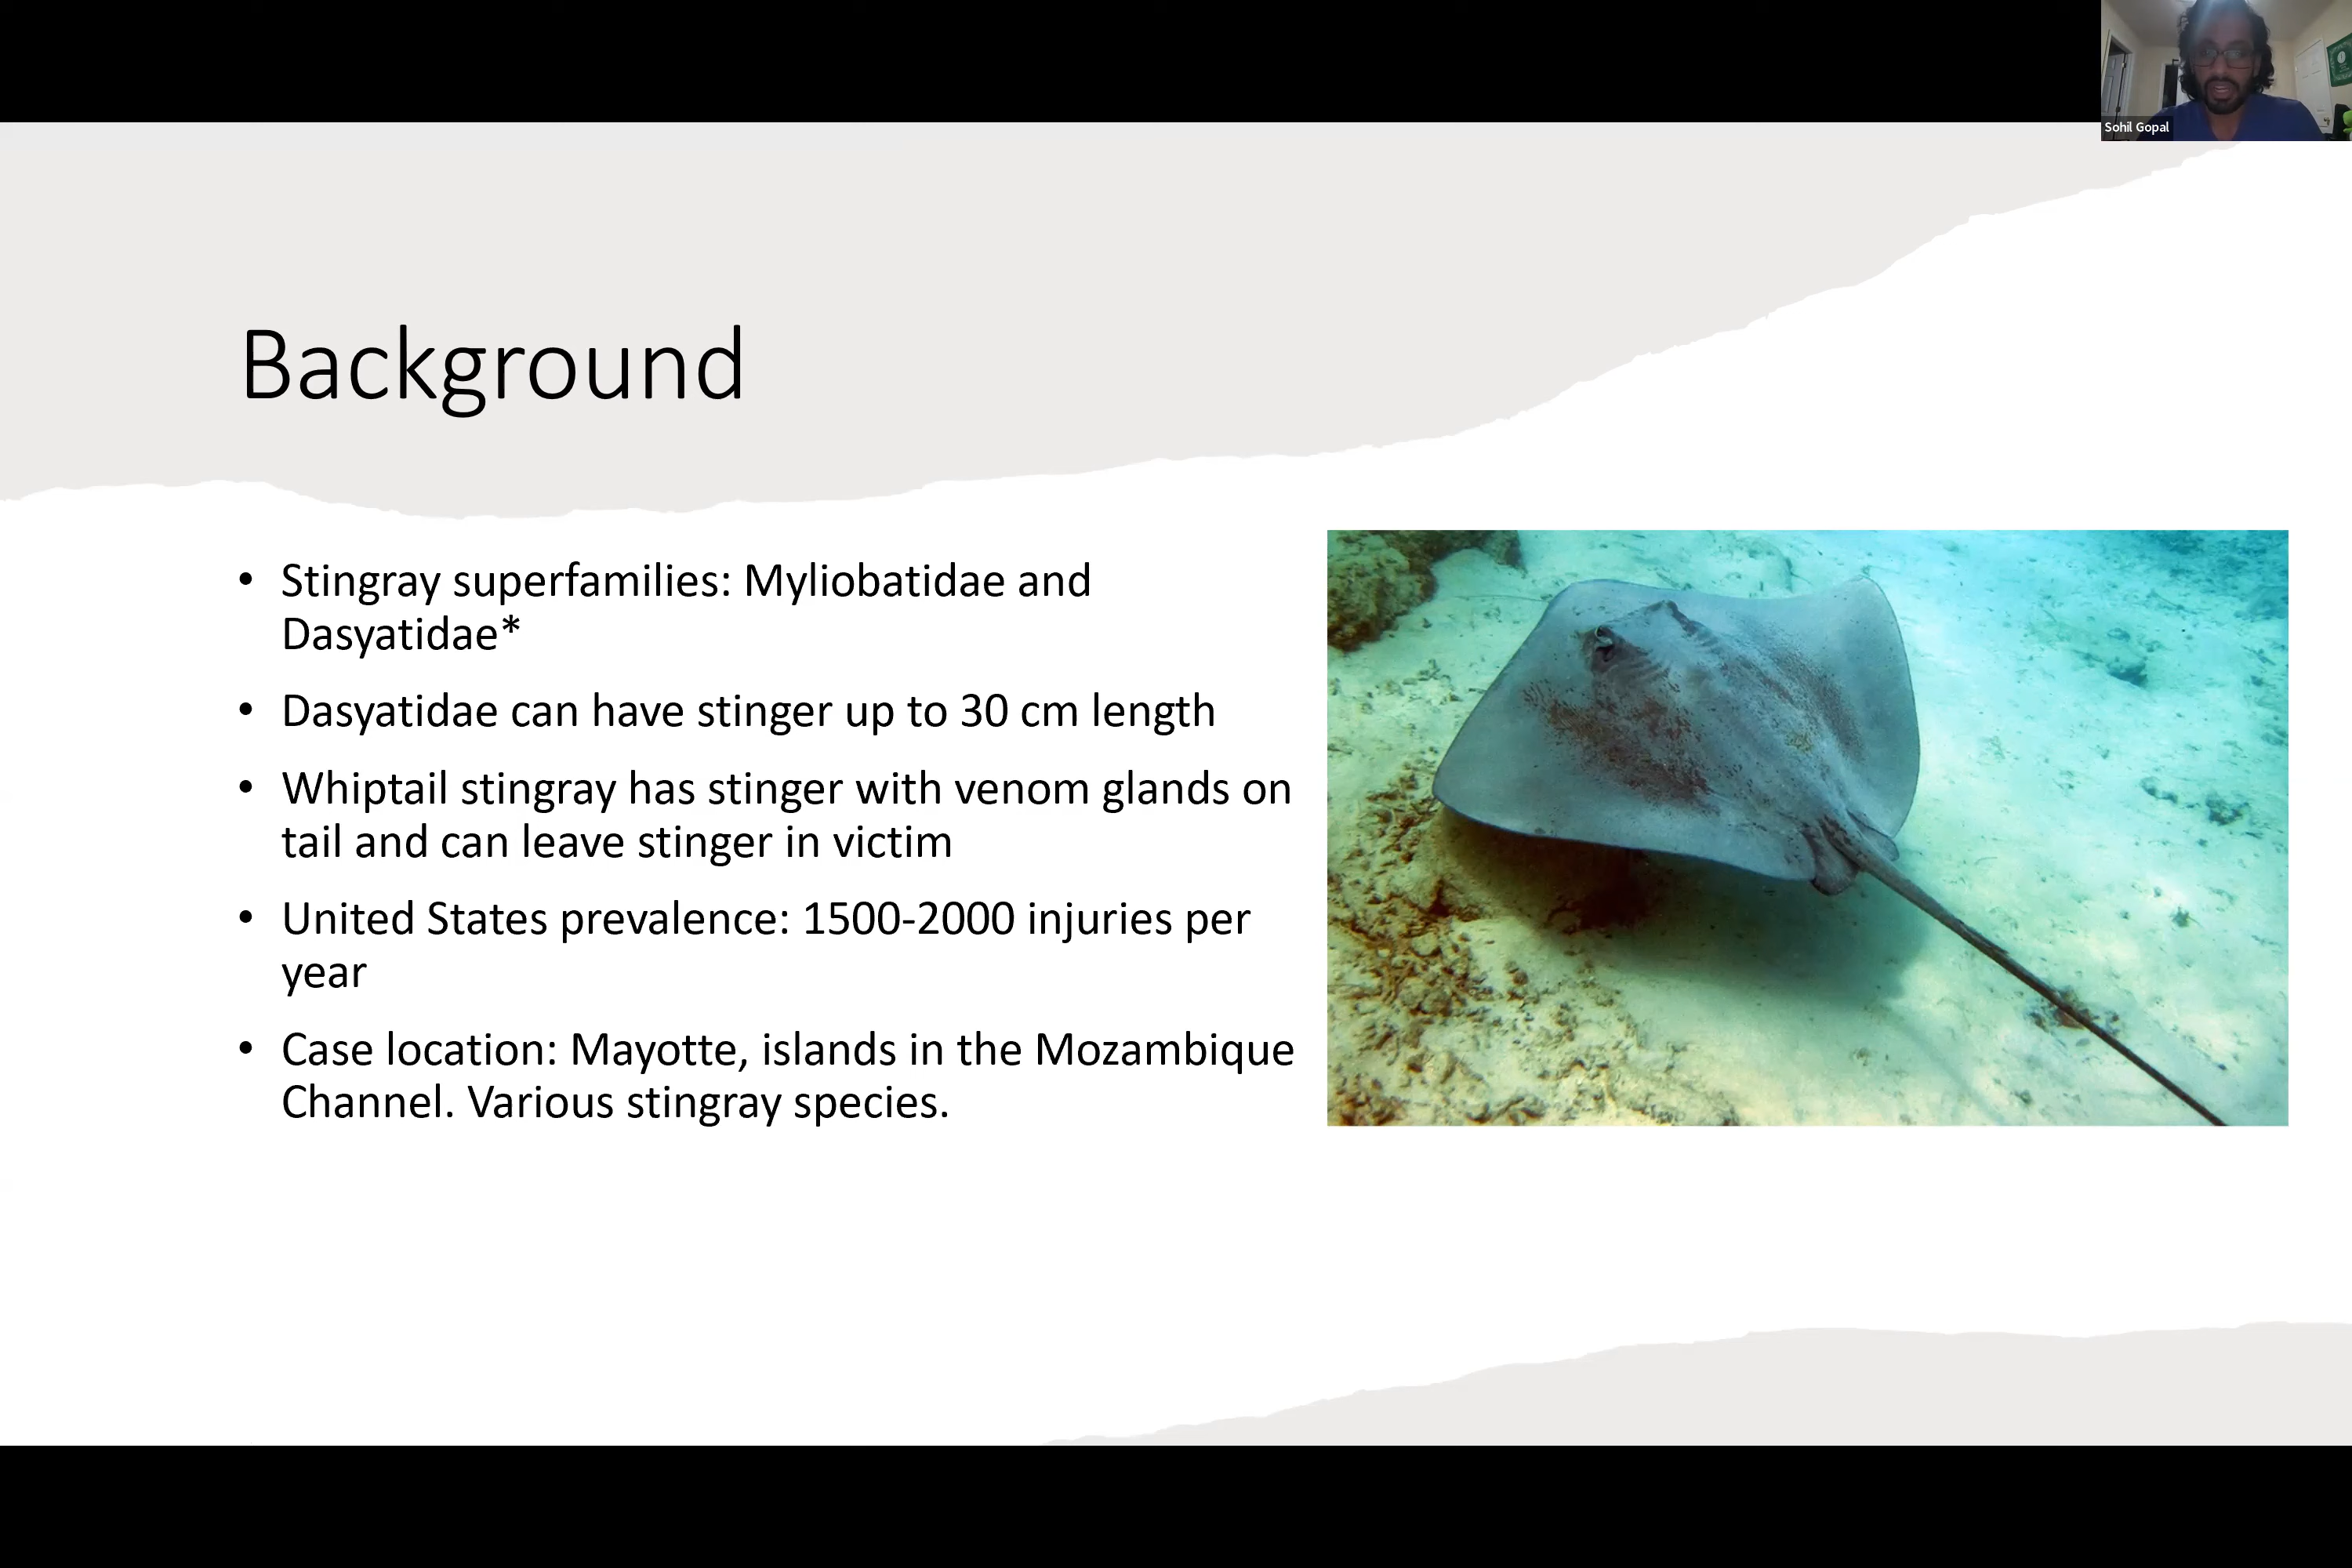 Sohil Gopal
Background
• Stingray superfamilies: Myliobatidae and
Dasyatidae*
• Dasyatidae can have stinger up to 30 cm length
• Whiptail stingray has stinger with venom glands on
tail and can leave stinger in victim
• United States prevalence: 1500-2000 injuries per
year
• Case location: Mayotte, islands in the Mozambique
Channel. Various stingray species.